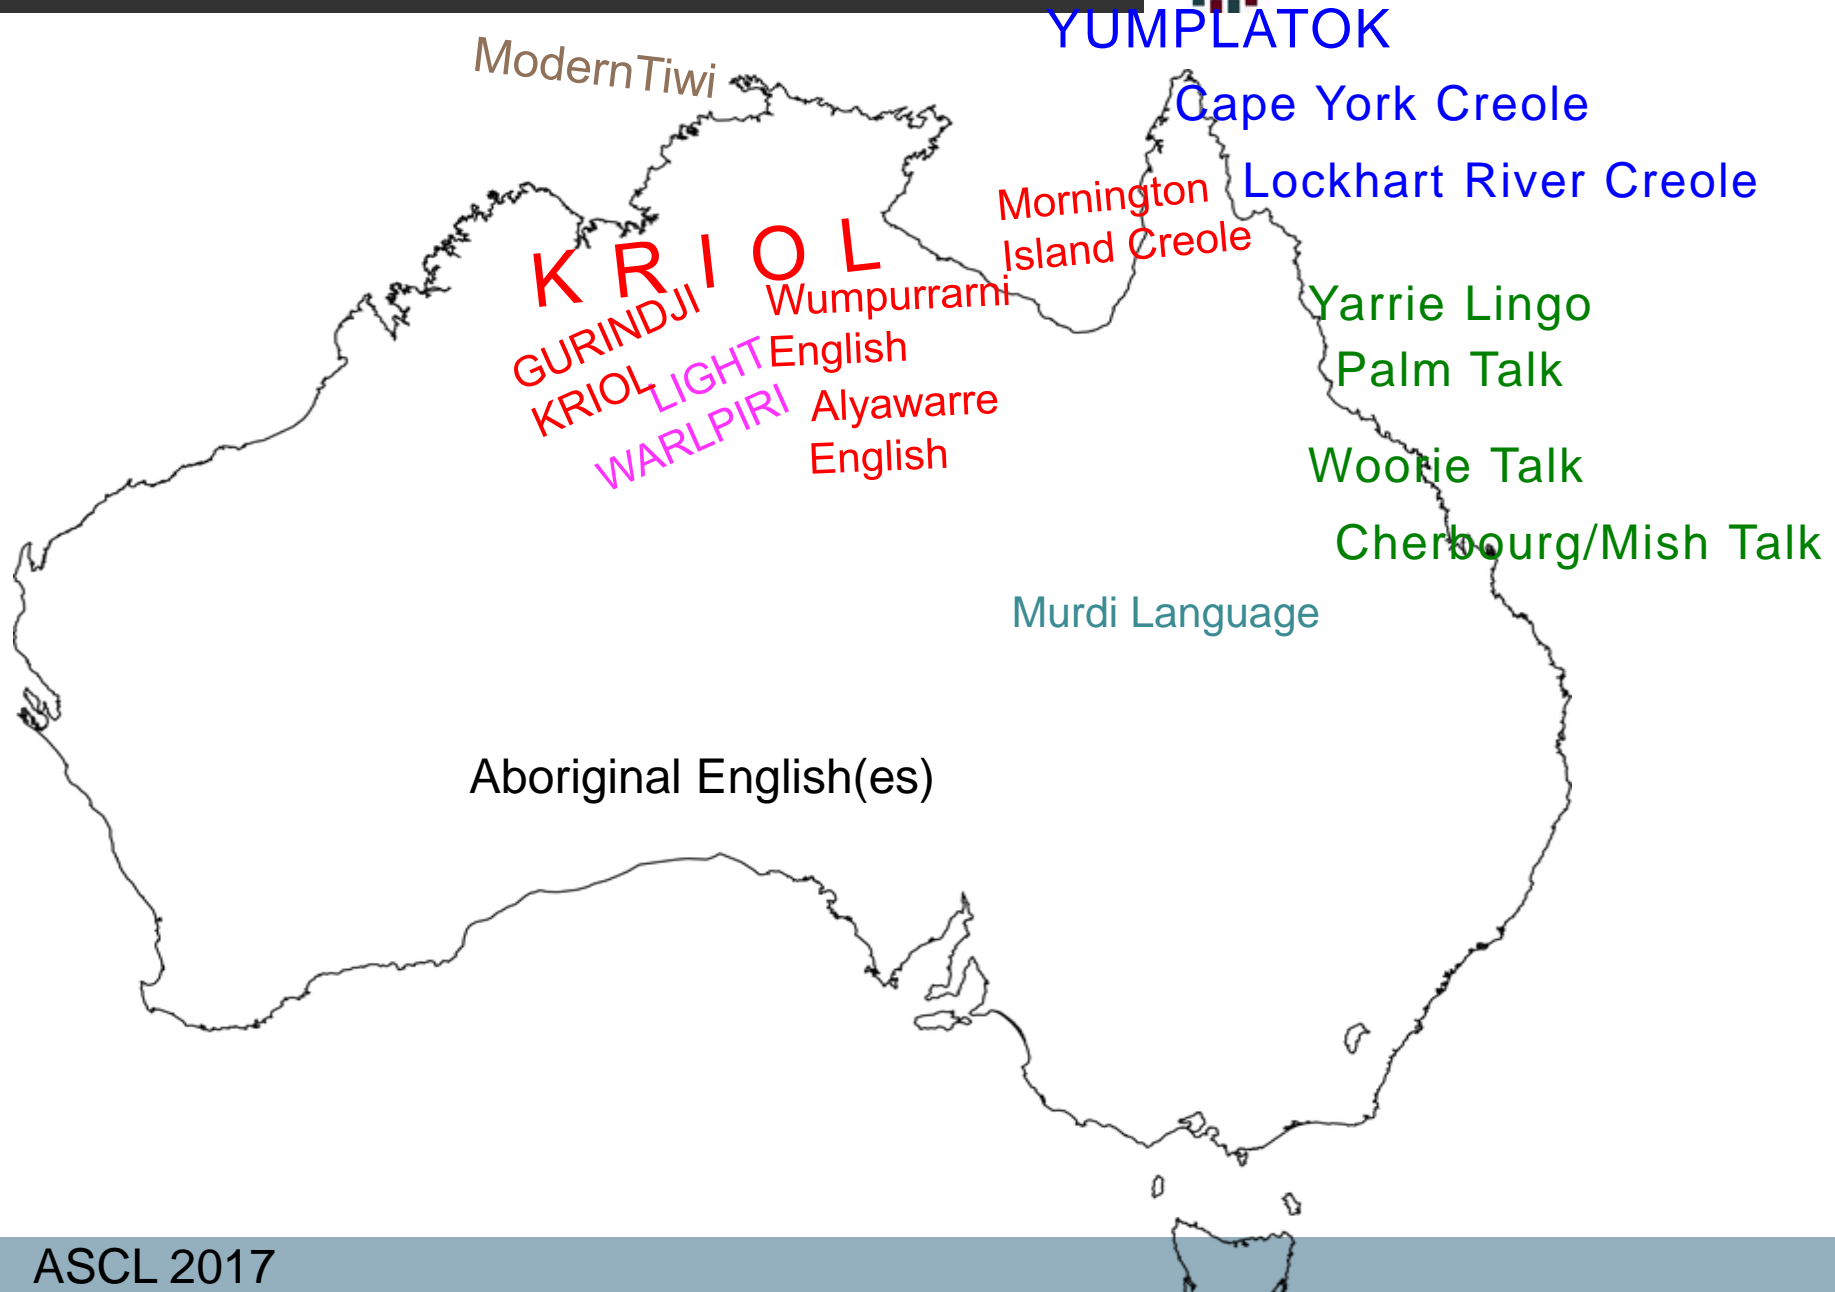 YUMPLATOK
ModernTiwi
Cape York Creole
Lockhart River Creole
Mornington
Island Creole
K R I O L
GURINDJI
KRIOL
Wumpurrarni
English
LIGHT
WARLPIRI
Alyawarre
English
Yarrie Lingo
Palm Talk
Woorie Talk
Cherbourg/Mish Talk
Murdi Language
Aboriginal English(es)
ASCL 2017